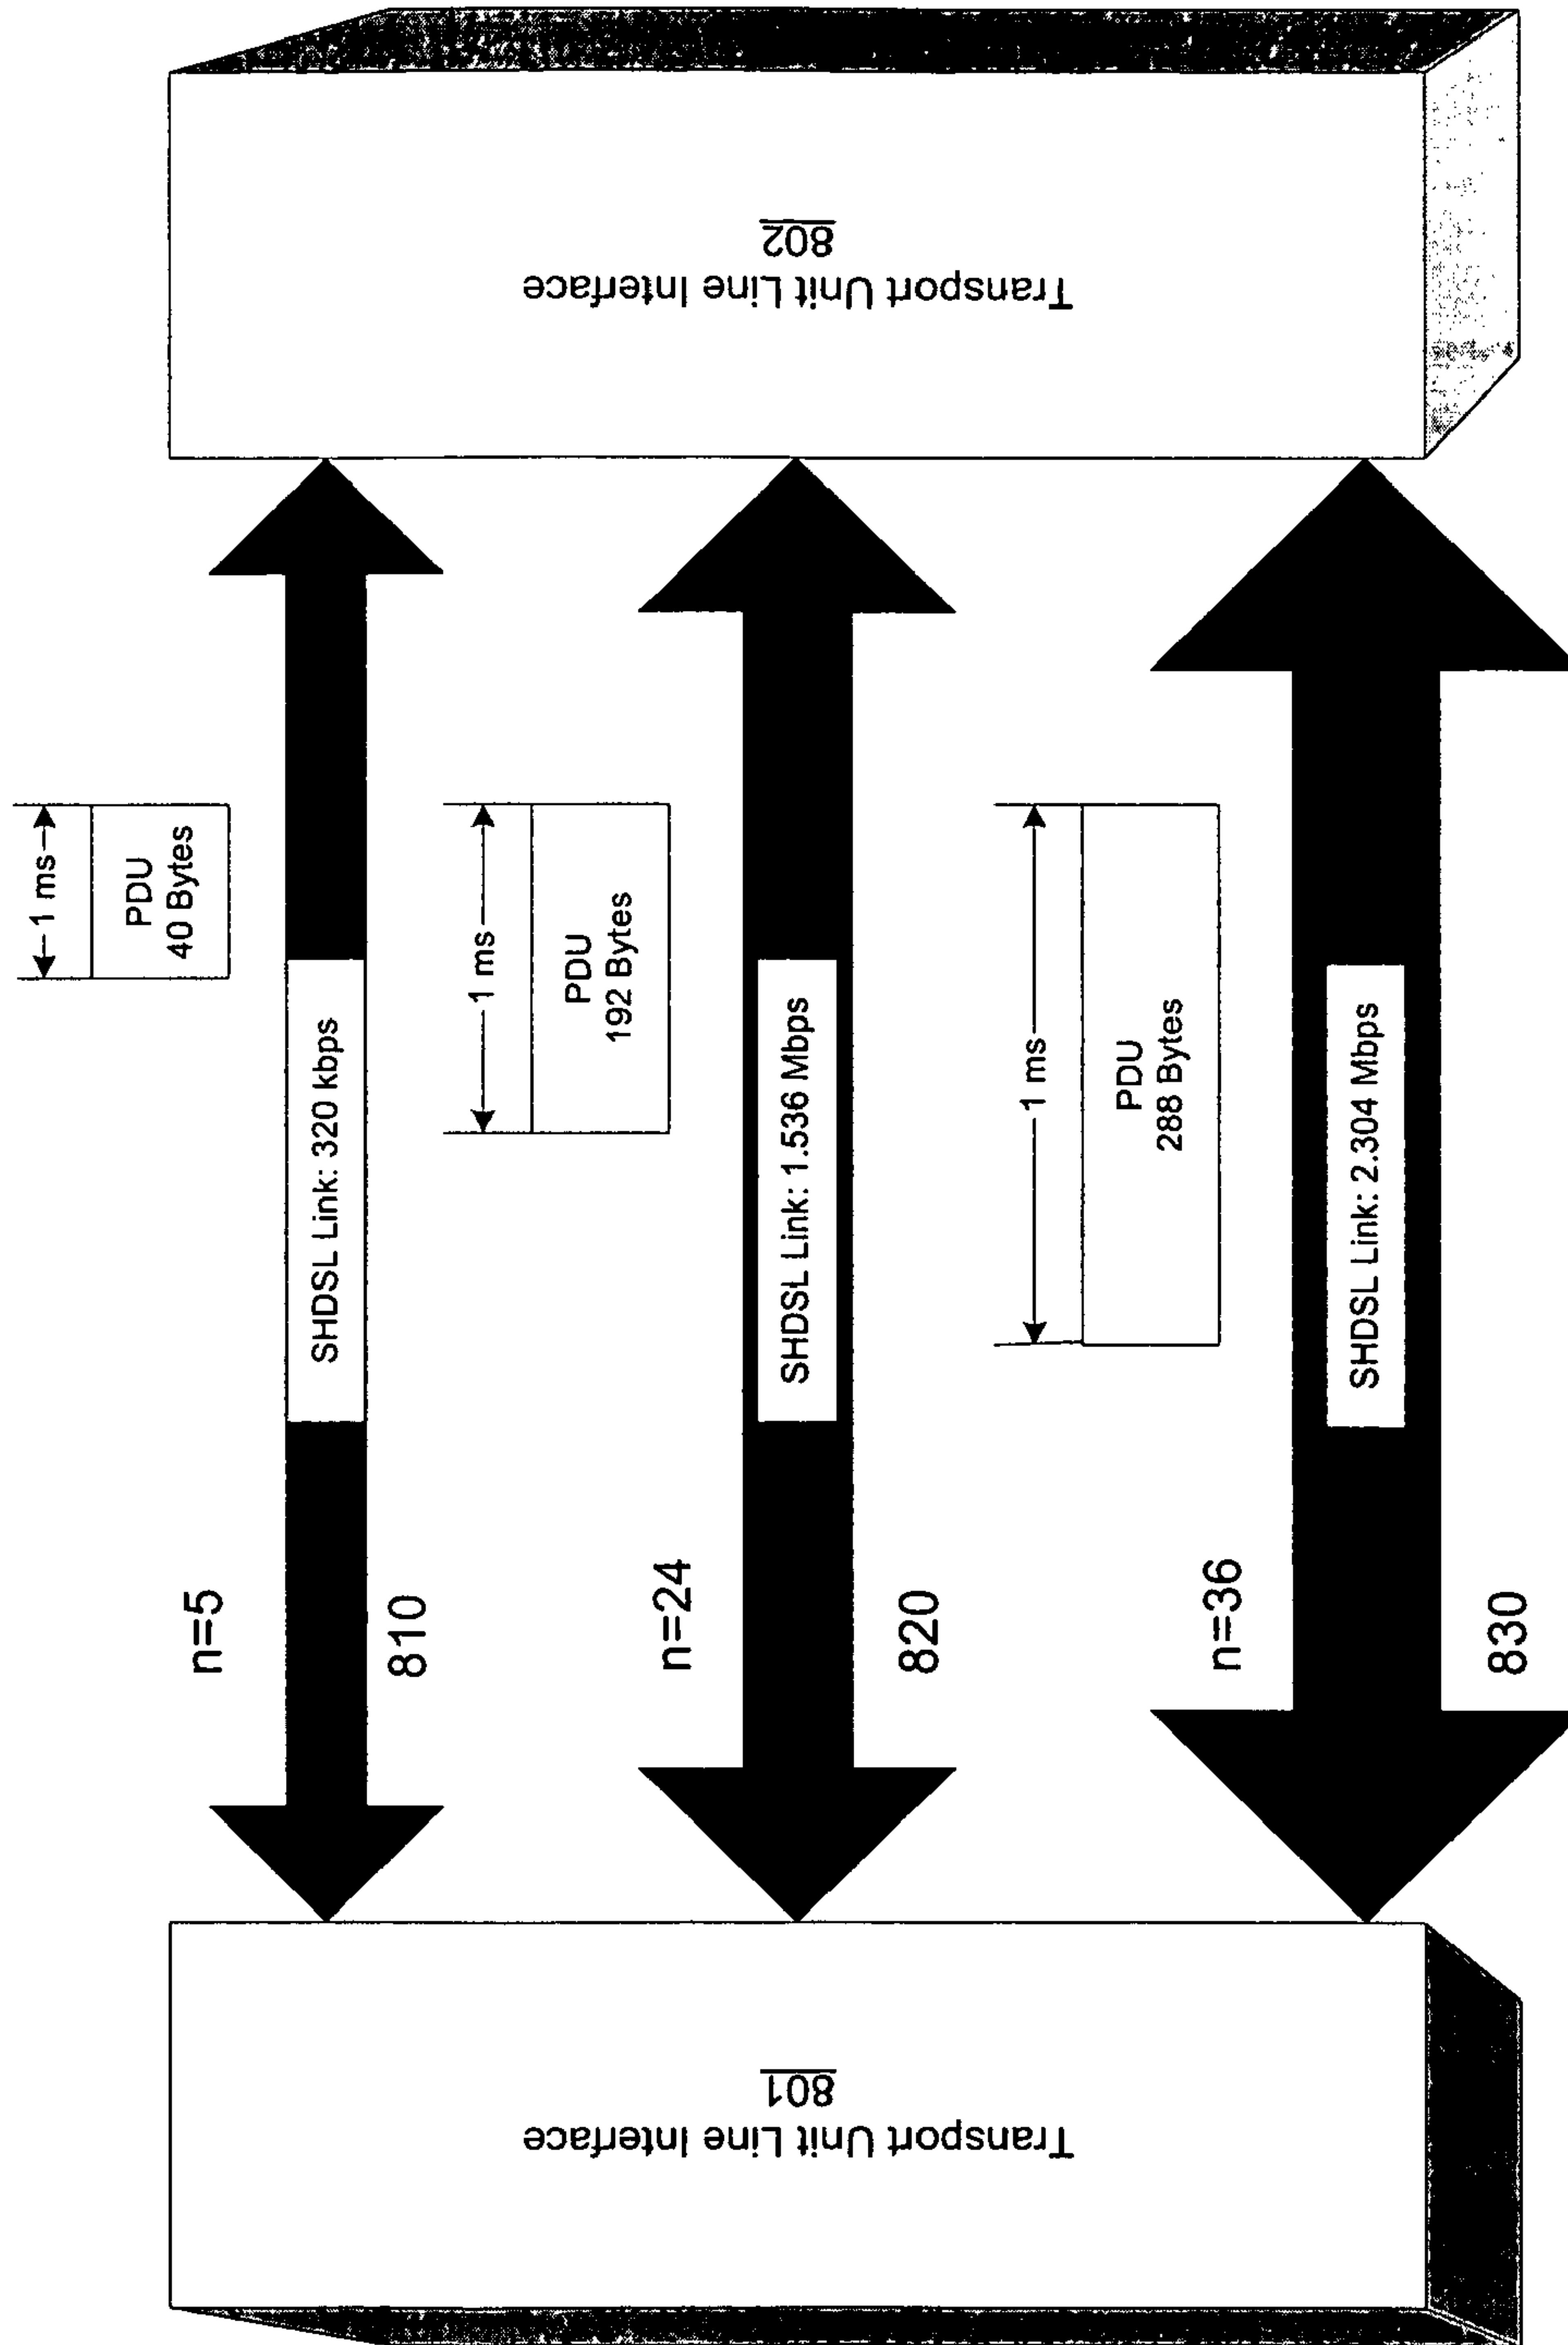 Transport Unit Line Interface
801
Transport Unit Line Interface
802
n=5
810
SHDSL Link: 320 kbps
1 ms
PDU
40 Bytes
n=24
820
SHDSL Link: 1.536 Mbps
1 ms
PDU
192 Bytes
n=36
830
SHDSL Link: 2.304 Mbps
1 ms
PDU
288 Bytes